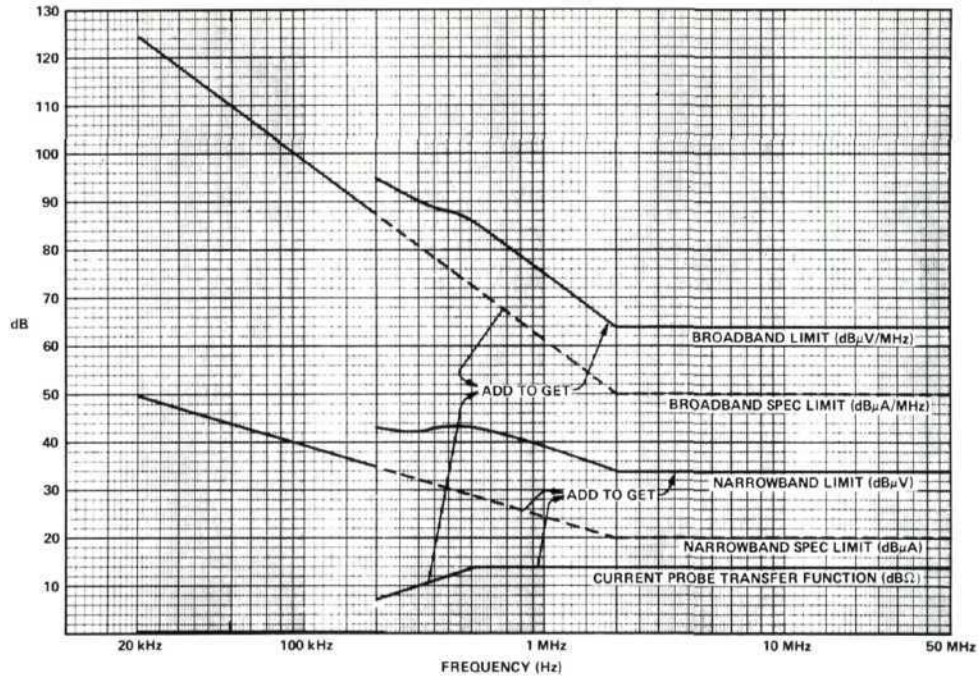 130
120
110
100
90
80
70
dB
60
50
40
30
20
10
BROADBAND LIMIT (dBµV/MHz)
ADD TO GET
BROADBAND SPEC LIMIT (dBµA/MHz)
NARROWBAND LIMIT (dBµV)
ADD TO GET
NARROWBAND SPEC LIMIT (dBµA)
CURRENT PROBE TRANSFER FUNCTION (dBΩ)
20 kHz
100 kHz
1 MHz
10 MHz
50 MHz
FREQUENCY (Hz)